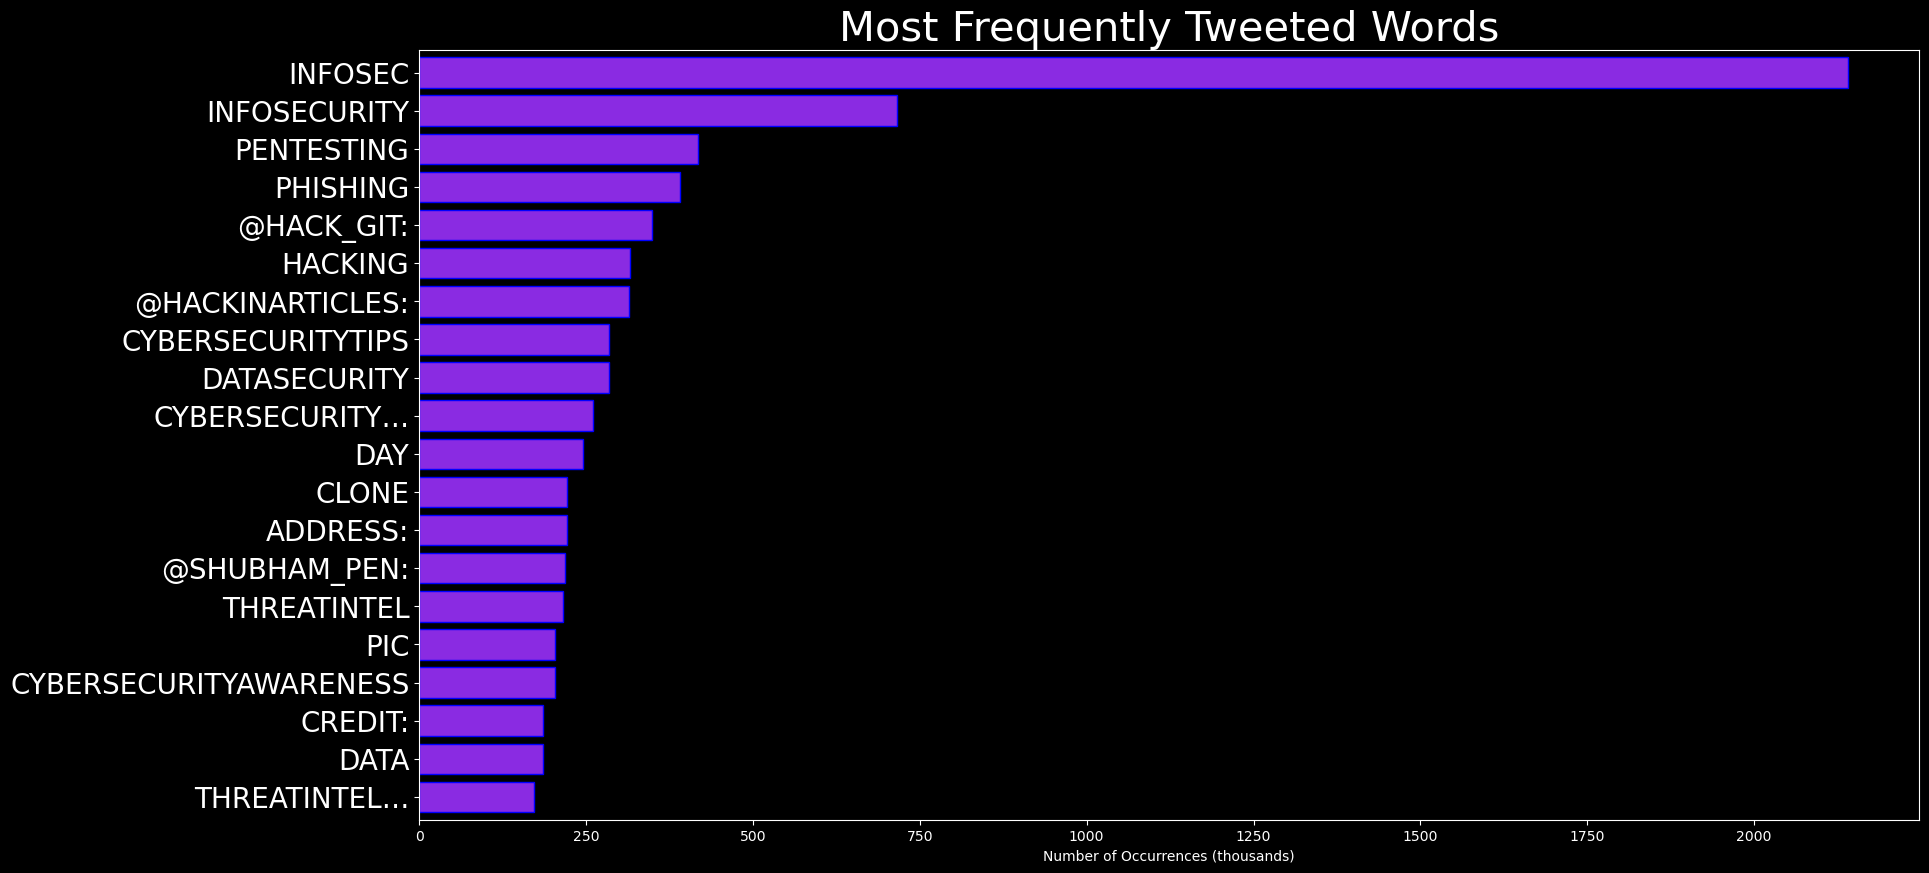 Most Frequently Tweeted Words
INFOSEC
INFOSECURITY
PENTESTING
PHISHING
@HACK_GIT:
HACKING
@HACKINARTICLES:
CYBERSECURITYTIPS
DATASECURITY
CYBERSECURITY…
DAY
CLONE
ADDRESS:
@SHUBHAM_PEN:
THREATINTEL
PIC
CYBERSECURITYAWARENESS
CREDIT:
DATA
THREATINTEL…
0 250 500 750 1000 1250 1500 1750 2000
Number of Occurrences (thousands)